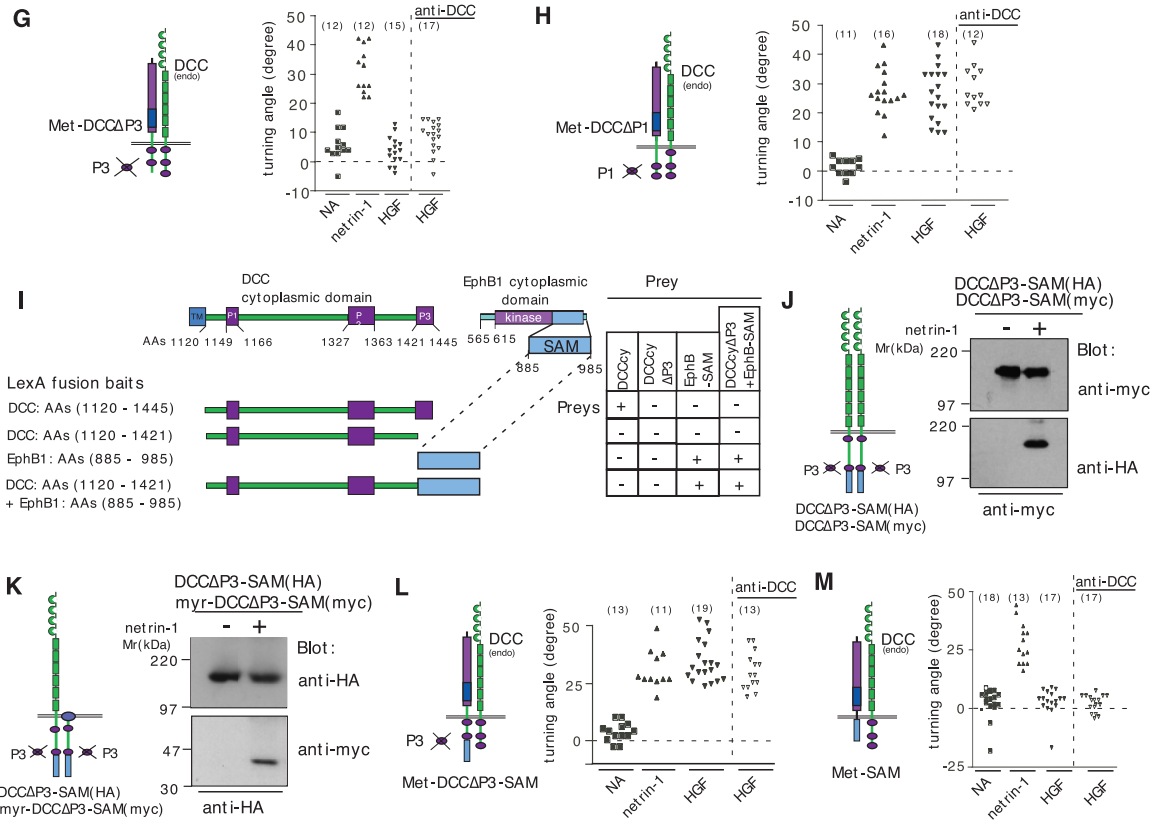 G
anti-DCC
(12) (12) (15) (17)
50
40
30
20
10
0
-10
turning angle (degree)
DCC
(endo)
Met-DCCΔP3
P3
NA
netrin-1
HGF
HGF
H
anti-DCC
(11) (16) (18) (12)
50
40
30
20
10
0
-10
turning angle (degree)
DCC
(endo)
Met-DCCΔP1
P1
NA
netrin-1
HGF
HGF
I
DCC
cytoplasmic domain
TM P1 P3
AAs 1120 1149 1166 1327 1363 1421 1445
EphB1 cytoplasmic
domain
kinase
565 615
SAM
885 985
LexA fusion baits
DCC: AAs (1120 - 1445)
DCC: AAs (1120 - 1421)
EphB1: AAs (885 - 985)
DCC: AAs (1120 - 1421)
+ EphB1: AAs (885 - 985)
Prey
DCCcy
DCCcy
ΔP3
EphB
-SAM
DCCcyΔP3
+EphB-SAM
Preys
+ - - -
- - - -
- - + +
- - + +
J
DCCΔP3-SAM(HA)
DCCΔP3-SAM(myc)
netrin-1 - +
Mr(kDa)
Blot:
220
anti-myc
97
220
anti-HA
97
anti-myc
P3 P3
DCCΔP3-SAM(HA)
DCCΔP3-SAM(myc)
K
DCCΔP3-SAM(HA)
myr-DCCΔP3-SAM(myc)
netrin-1 - +
Mr(kDa)
Blot:
220
anti-HA
97
47
anti-myc
30
anti-HA
P3 P3
DCCΔP3-SAM(HA)
myr-DCCΔP3-SAM(myc)
L
anti-DCC
(13) (11) (19) (13)
50
25
0
turning angle (degree)
DCC
(endo)
P3
Met-DCCΔP3-SAM
NA
netrin-1
HGF
HGF
M
anti-DCC
(18) (13) (17) (17)
50
25
0
-25
turning angle (degree)
DCC
(endo)
Met-SAM
NA
netrin-1
HGF
HGF